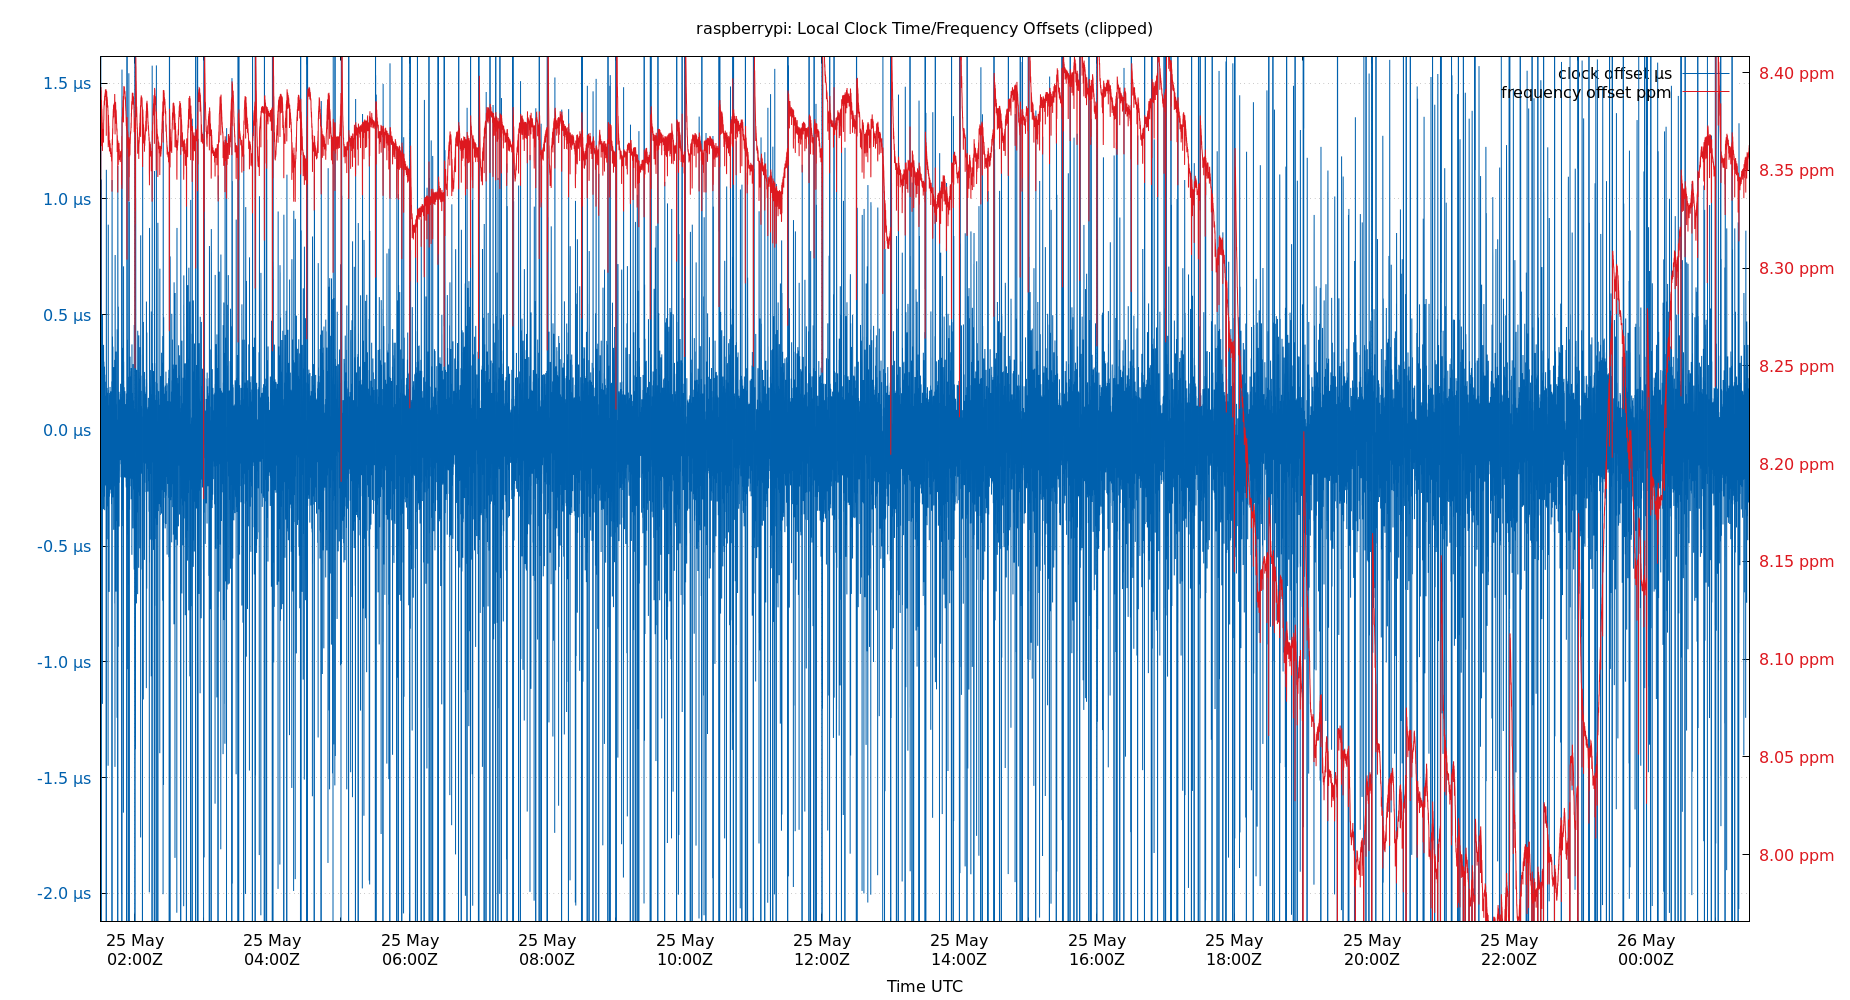 raspberrypi: Local Clock Time/Frequency Offsets (clipped)
clock offset µs
frequency offset ppm
1.5 µs
1.0 µs
0.5 µs
0.0 µs
-0.5 µs
-1.0 µs
-1.5 µs
-2.0 µs
8.40 ppm
8.35 ppm
8.30 ppm
8.25 ppm
8.20 ppm
8.15 ppm
8.10 ppm
8.05 ppm
8.00 ppm
25 May 25 May 25 May 25 May 25 May 25 May 25 May 25 May 25 May 25 May 25 May 26 May
02:00Z 04:00Z 06:00Z 08:00Z 10:00Z 12:00Z 14:00Z 16:00Z 18:00Z 20:00Z 22:00Z 00:00Z
Time UTC